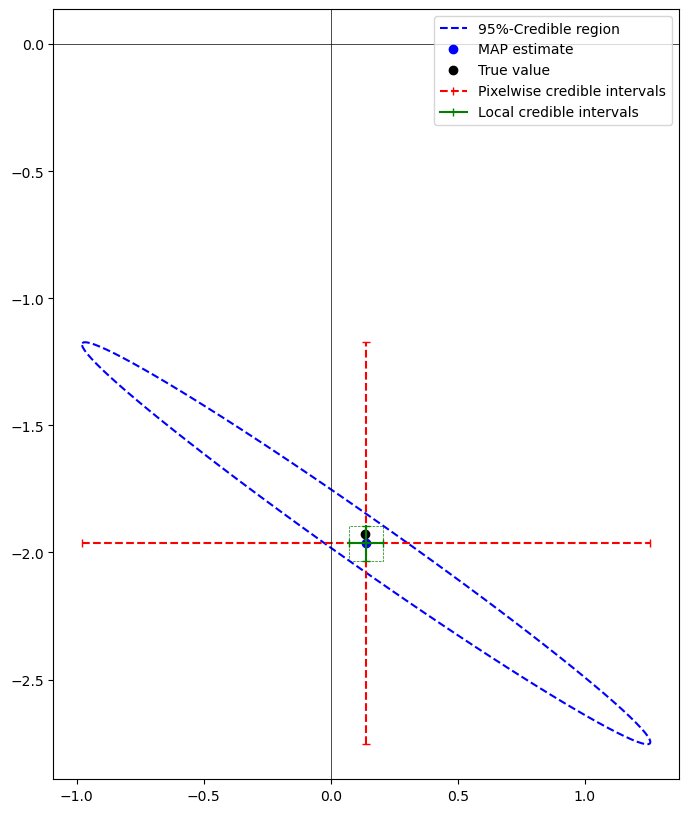 95%-Credible region
MAP estimate
True value
Pixelwise credible intervals
Local credible intervals
0.0
−0.5
−1.0
−1.5
−2.0
−2.5
−1.0
−0.5
0.0
0.5
1.0